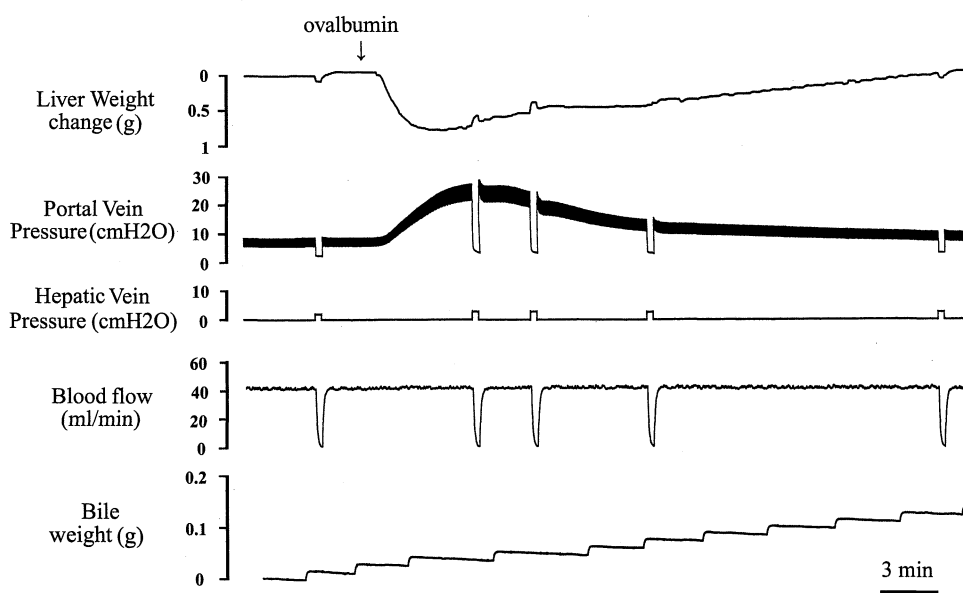 ovalbumin
↓
Liver Weight
change (g)
0
0.5
1
Portal Vein
Pressure(cmH2O)
30
20
10
0
Hepatic Vein
Pressure (cmH2O)
10
0
Blood flow
(ml/min)
60
40
20
0
Bile
weight (g)
0.2
0.1
0
3 min